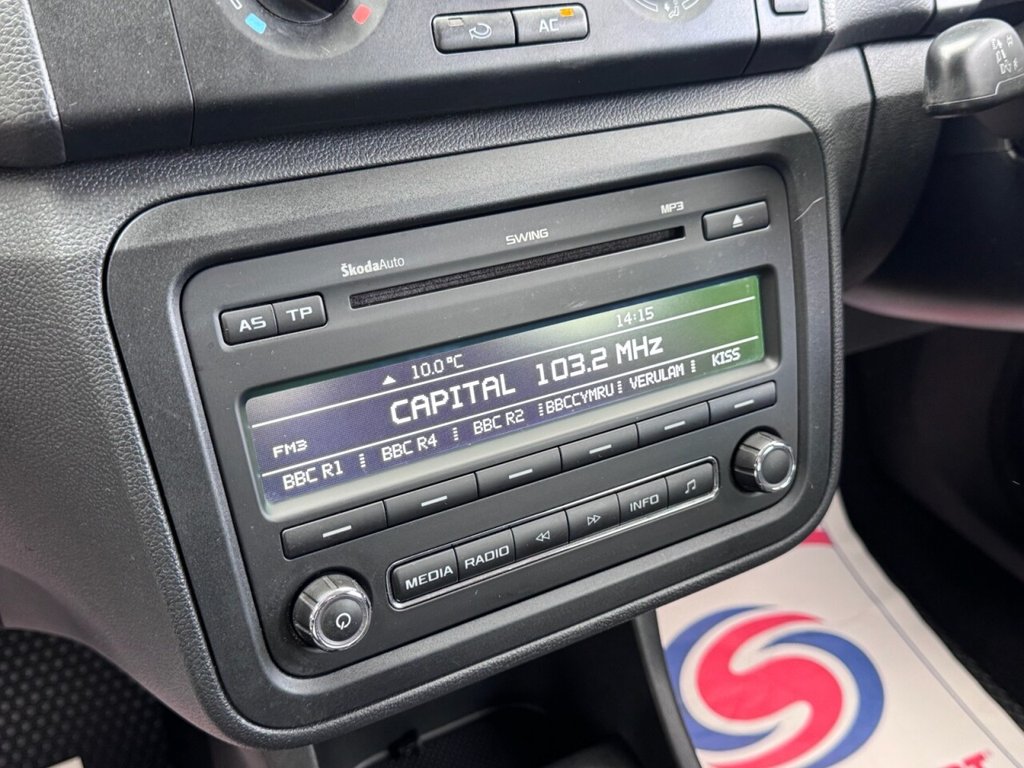 AC
MP3
SWING
ŠkodaAuto
AS TP
14:15
10.0°C
CAPITAL 103.2 MHz
FM3
BBC R1 BBC R4 BBC R2 BBCCYMRU VERULAM KISS
MEDIA RADIO INFO